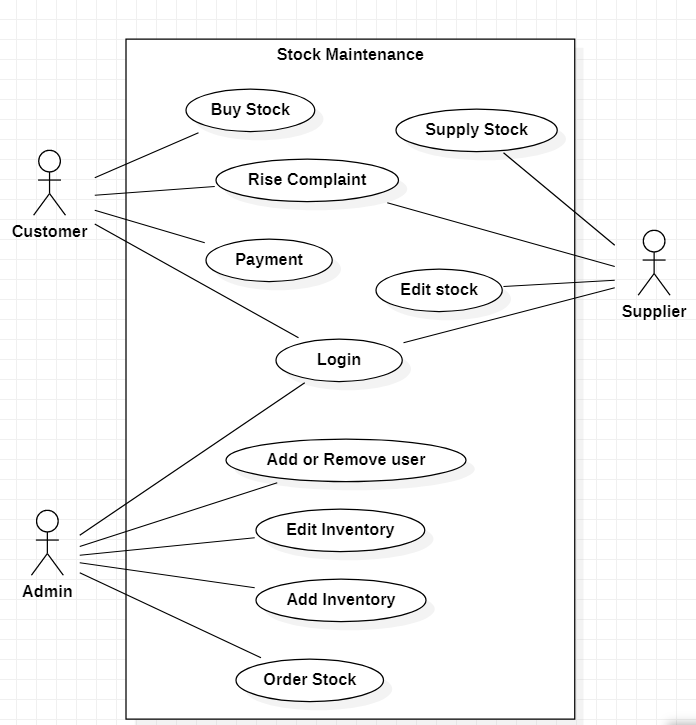 Stock Maintenance
Buy Stock
Supply Stock
Rise Complaint
Customer
Payment
Edit stock
Supplier
Login
Add or Remove user
Edit Inventory
Admin
Add Inventory
Order Stock